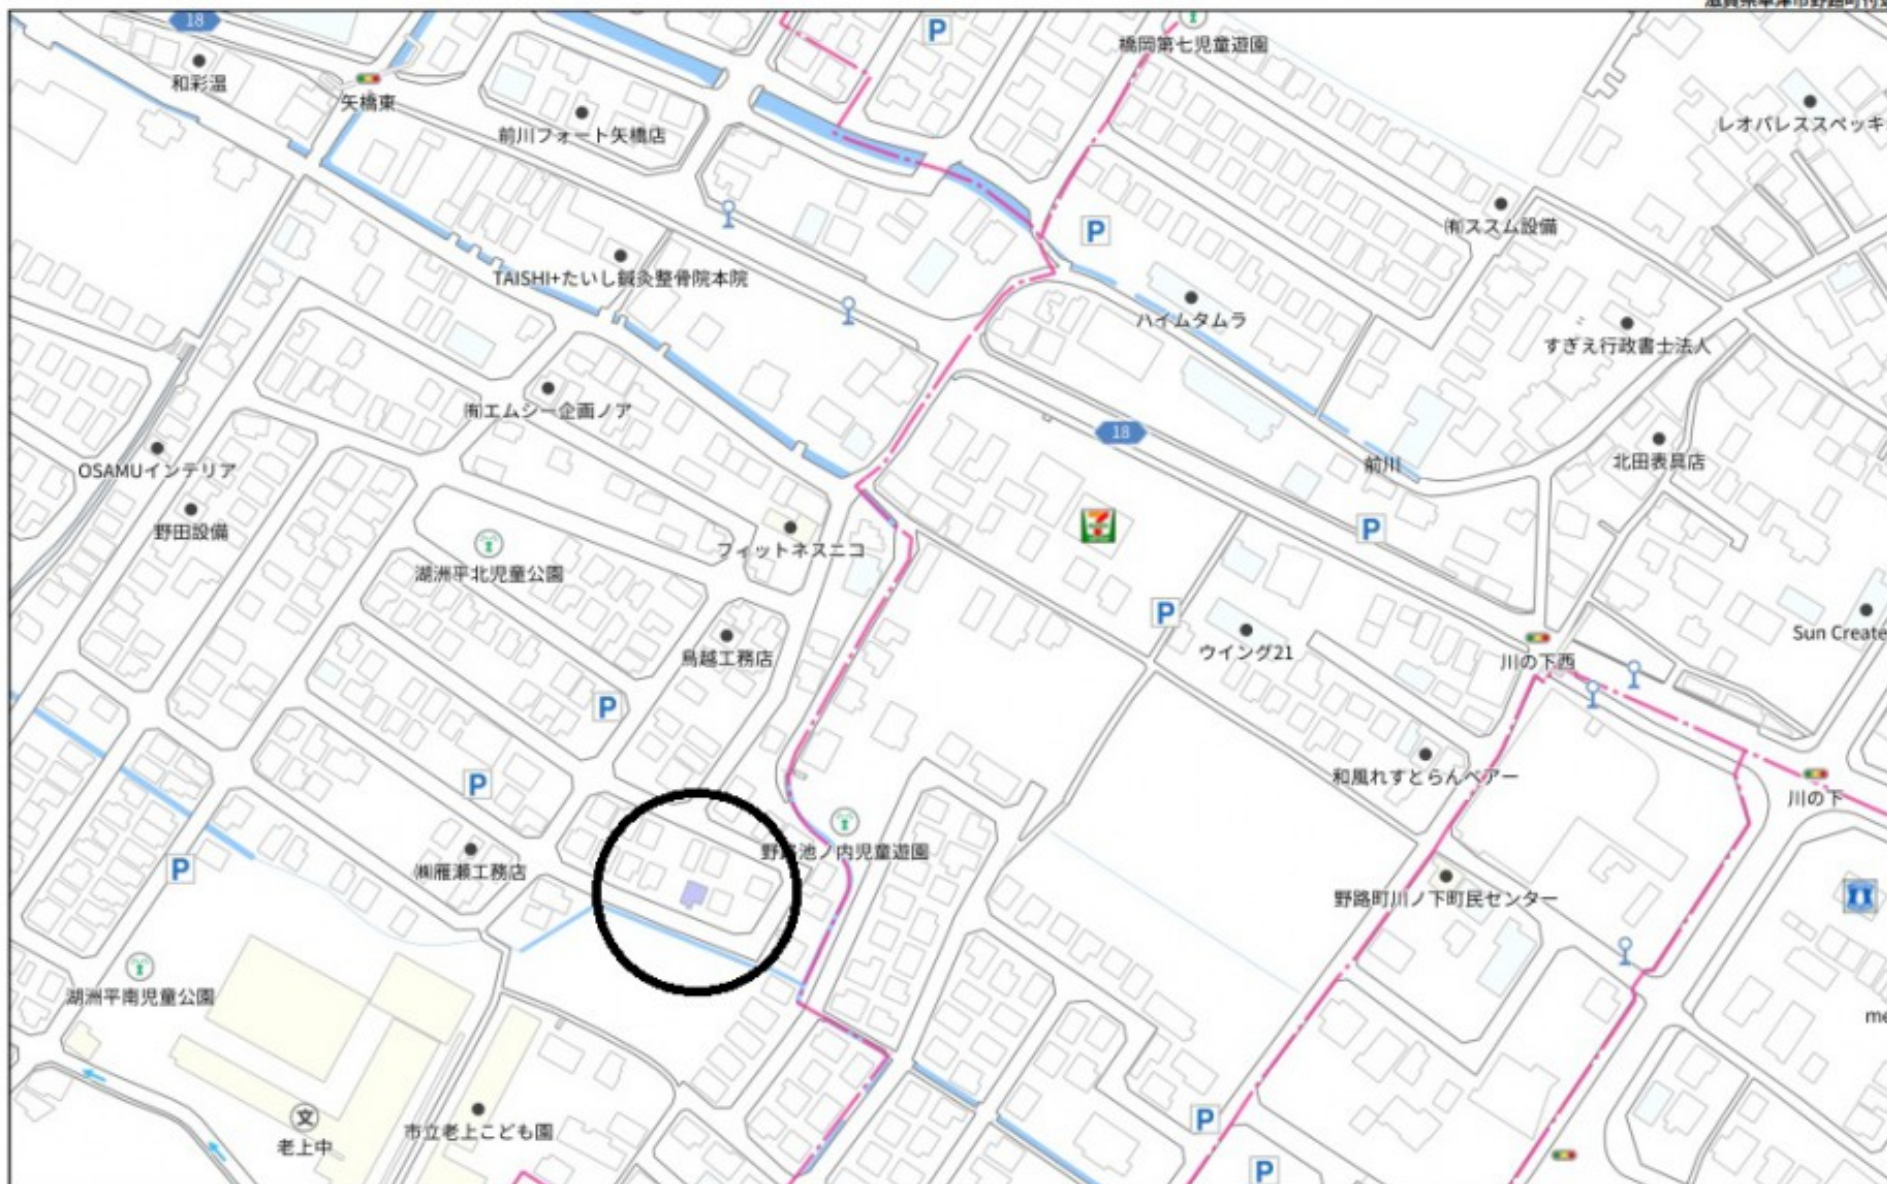 18
P
橋岡第七児童遊園
和彩温
矢橋東
前川フォート矢橋店
レオパレススペッキ
㈲ススム設備
P
TAISHI+たいし鍼灸整骨院本院
ハイムタムラ
すぎえ行政書士法人
㈲エムシー企画ノア
18
OSAMUインテリア
前川
北田表具店
野田設備
フィットネスニコ
P
湖洲平北児童公園
P
鳥越工務店
ウイング21
川の下西
Sun Create
P
P
和風れすとらんベアー
川の下
野路池ノ内児童遊園
P
㈱雁瀬工務店
野路町川ノ下町民センター
湖洲平南児童公園
me
文
老上中
市立老上こども園
P
P